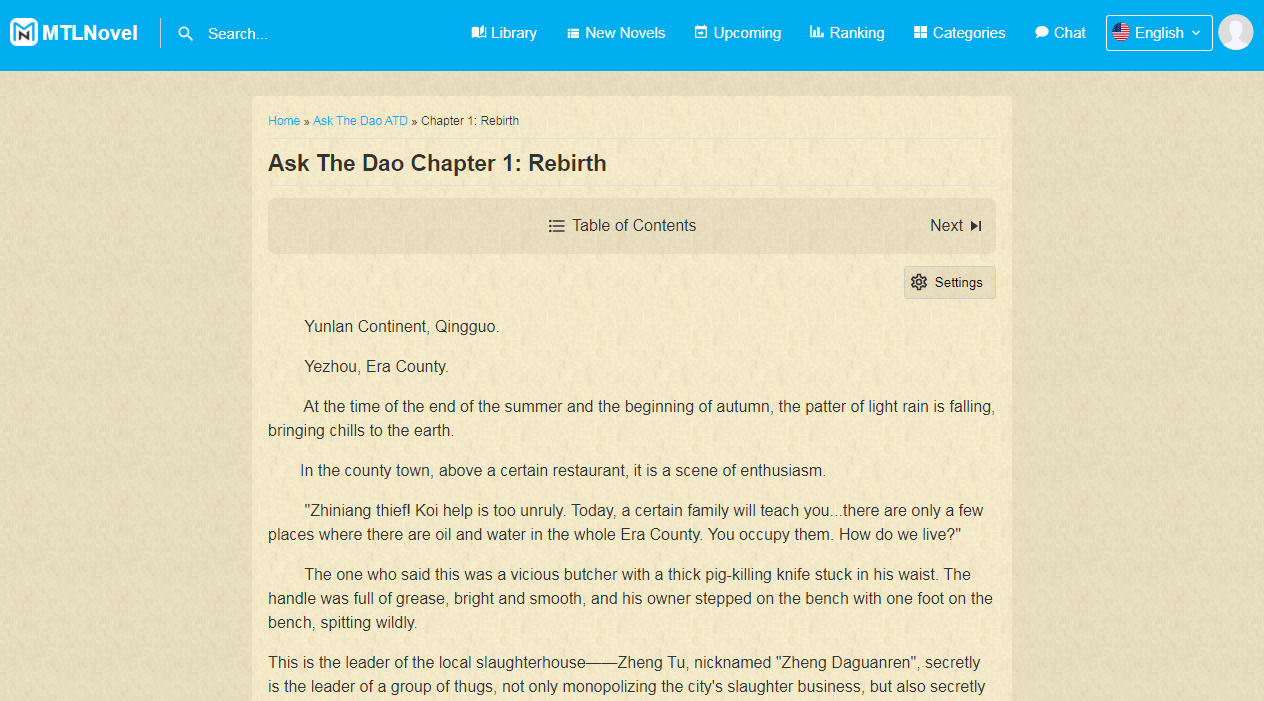 MTLNovel
Search...
Library
New Novels
Upcoming
Ranking
Categories
Chat
English
Home » Ask The Dao ATD » Chapter 1: Rebirth
Ask The Dao Chapter 1: Rebirth
Table of Contents
Next
Settings
Yunlan Continent, Qingguo.
Yezhou, Era County.
At the time of the end of the summer and the beginning of autumn, the patter of light rain is falling,
bringing chills to the earth.
In the county town, above a certain restaurant, it is a scene of enthusiasm.
"Zhiniang thief! Koi help is too unruly. Today, a certain family will teach you...there are only a few
places where there are oil and water in the whole Era County. You occupy them. How do we live?"
The one who said this was a vicious butcher with a thick pig-killing knife stuck in his waist. The
handle was full of grease, bright and smooth, and his owner stepped on the bench with one foot on the
bench, spitting wildly.
This is the leader of the local slaughterhouse——Zheng Tu, nicknamed "Zheng Daguanren", secretly
is the leader of a group of thugs, not only monopolizing the city's slaughter business, but also secretly